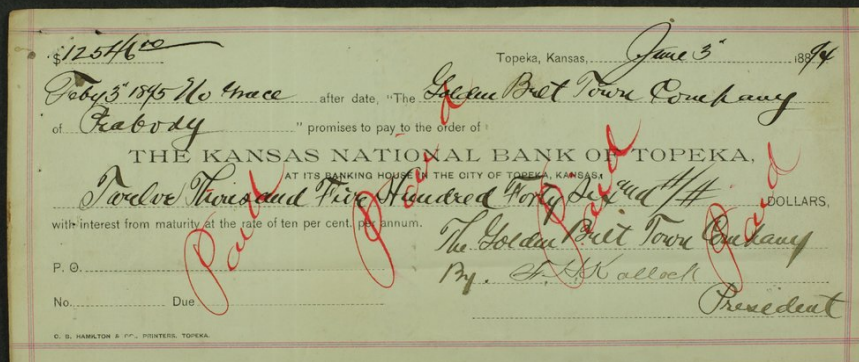 $12546 00 Topeka, Kansas, June 3d 1894
Feby 3d 1895 No Grace after date, "The Golden Belt Town Company
of Peabody " promises to pay to the order of
THE KANSAS NATIONAL BANK OF TOPEKA,
AT ITS BANKING HOUSE IN THE CITY OF TOPEKA, KANSAS,
Twelve Thousand Five Hundred Forty Six and #/# DOLLARS,
with interest from maturity at the rate of ten per cent. per annum.
Paid Paid Paid Paid
The Golden Belt Town Company
P. O. By. Kalloch
No. Due President
C. B. HAMILTON & CO., PRINTERS, TOPEKA.